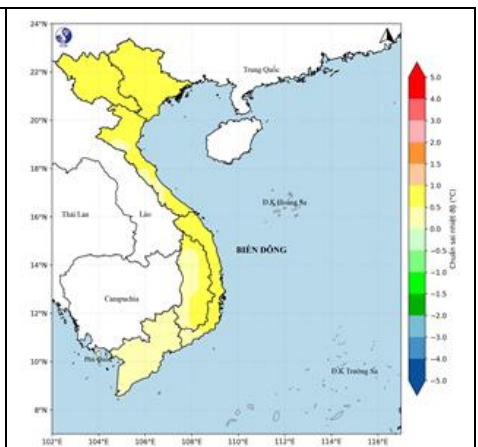 24°N
22°N
20°N
18°N
16°N
14°N
12°N
10°N
8°N
102°E
104°E
106°E
108°E
110°E
112°E
114°E
116°E
Trung Quốc
Đ.K Hoàng Sa
Thái Lan
Lào
BIỂN ĐÔNG
Campuchia
Phú Quốc
Đ.K Trường Sa
5.0
4.0
3.0
2.0
1.5
1.0
0.5
0.0
−0.5
−1.0
−1.5
−2.0
−3.0
−4.0
−5.0
Chuẩn sai nhiệt độ (°C)